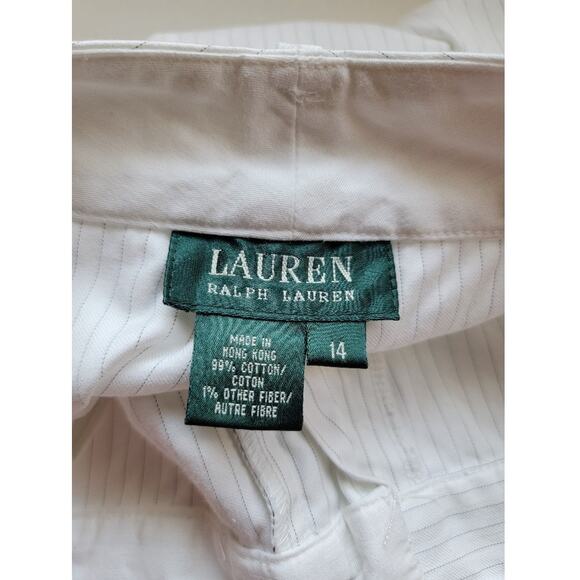 LAUREN
RALPH LAUREN
14
MADE IN
HONG KONG
99% COTTON/
COTON
1% OTHER FIBER/
AUTRE FIBRE